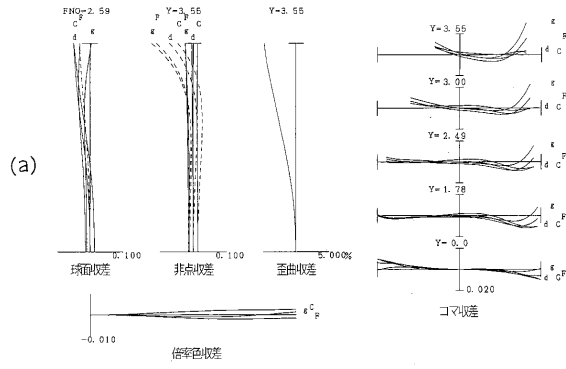 FNO=2.59
C F
d g
Y=3.55
C F
g d g
Y=3.55
(a)
0.100
球面収差
0.100
非点収差
5.000%
歪曲収差
g C
F
-0.010
倍率色収差
Y=3.55
g
F
d C
Y=3.00
g
F
d C
Y=2.49
g
F
d C
Y=1.78
g
F
d C
Y=0.0
g
F
d C
0.020
コマ収差